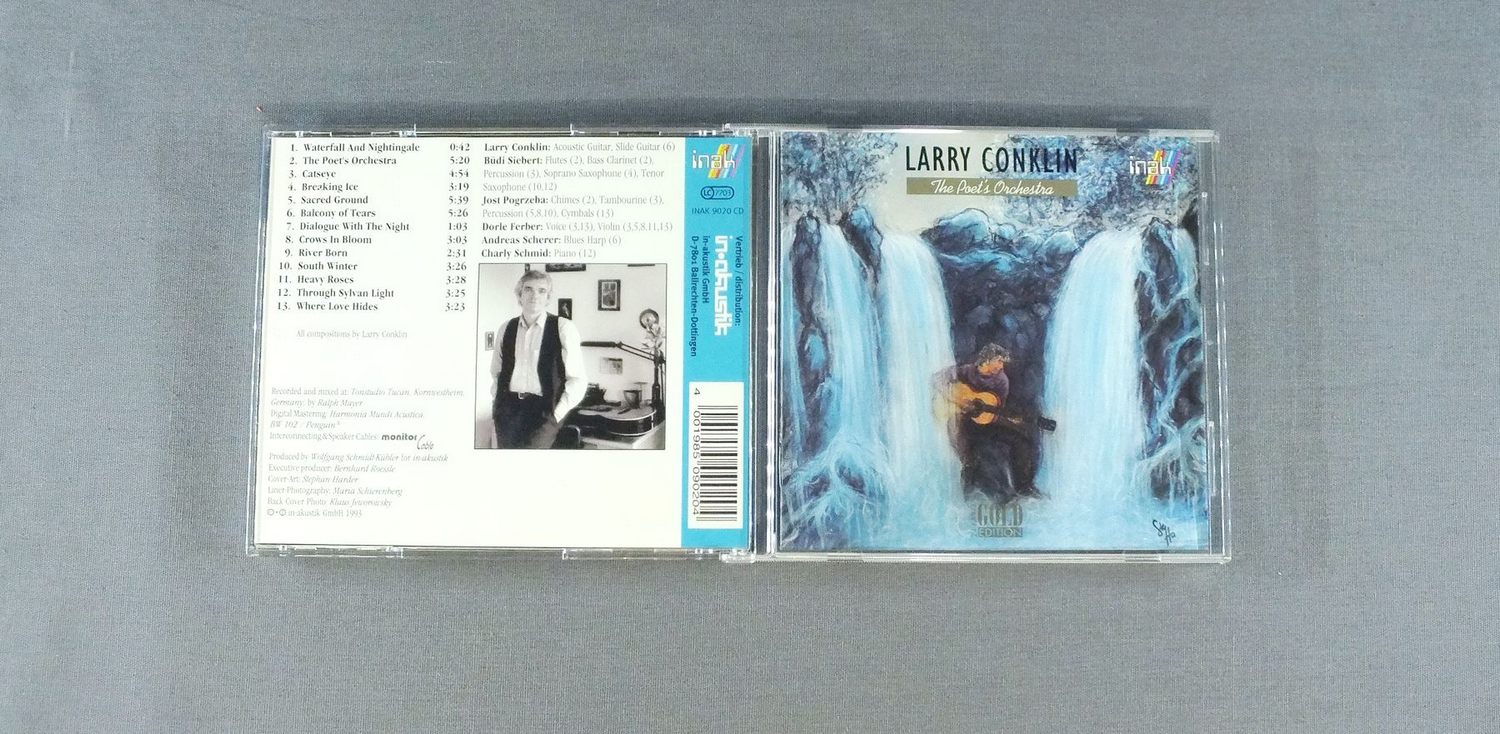 1. Waterfall And Nightingale 0:42
2. The Poet's Orchestra 5:20
3. Catseye 4:54
4. Breaking Ice 3:19
5. Sacred Ground 5:39
6. Balcony of Tears 5:26
7. Dialogue With The Night 1:03
8. Crows In Bloom 3:03
9. River Born 2:31
10. South Winter 3:26
11. Heavy Roses 3:28
12. Through Sylvan Light 3:25
13. Where Love Hides 3:23
All compositions by Larry Conklin
Recorded and mixed at: Tonstudio Tucan, Kornwestheim,
Germany, by Ralph Mayer
Digital Mastering: Harmonia Mundi Acustica
BW 102 / Penguin
Interconnecting & Speaker Cables: monitor Cable
Produced by Wolfgang Schmidt-Kübler for in-akustik
Executive producer: Bernhard Roessle
Cover-Art: Stephan Harder
Liner Photography: Maria Schierenberg
Back Cover Photo: Klaus Jeworowsky
in-akustik GmbH 1993
Larry Conklin: Acoustic Guitar, Slide Guitar (6)
Büdi Siebert: Flutes (2), Bass Clarinet (2),
Percussion (3), Soprano Saxophone (4), Tenor
Saxophone (10,12)
Jost Pogrzeba: Chimes (2), Tambourine (3),
Percussion (5,8,10), Cymbals (13)
Dorle Ferber: Voice (3,13), Violin (3,5,8,11,13)
Andreas Scherer: Blues Harp (6)
Charly Schmid: Piano (12)
inak
LC 7703
INAK 9020 CD
Vertrieb / distribution:
in-akustik
in-akustik GmbH
D-7801 Ballrechten-Dottingen
4 001985 090204
LARRY CONKLIN
The Poet's Orchestra
inak
GOLD
EDITION